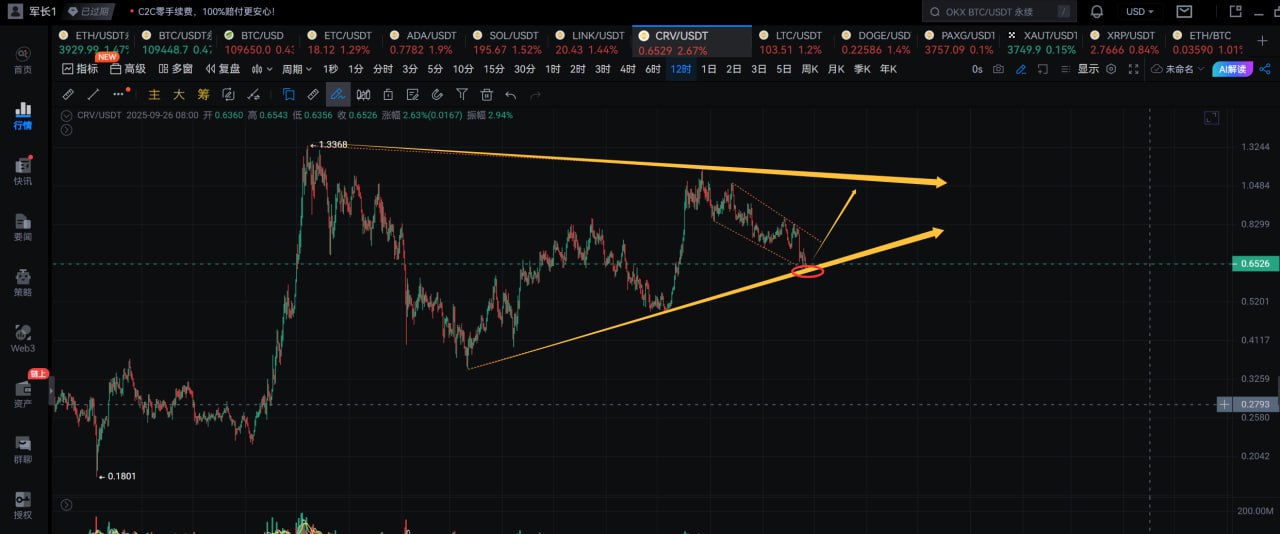 军长1 已过期 C2C零手续费，100%赔付更安心！ OKX BTC/USDT 永续 / USD
ETH/USDT永 BTC/USDT永 BTC/USD ETC/USDT ADA/USDT SOL/USDT LINK/USDT CRV/USDT LTC/USDT DOGE/USDT PAXG/USDT XAUT/USDT XRP/USDT ETH/BTC
3929.99 1.47% 109448.7 0.47 109650.0 0.43 18.12 1.29% 0.7782 1.9% 195.67 1.52% 20.43 1.44% 0.6529 2.67% 103.51 1.2% 0.22586 1.4% 3757.09 0.1% 3749.9 0.15% 2.7666 0.84% 0.03590 1.01%
NEW
指标 高级 多窗 复盘 周期 1秒 1分 分时 3分 5分 10分 15分 30分 1时 2时 3时 4时 6时 12时 1日 2日 3日 5日 周K 月K 季K 年K 0s 显示 未命名 AI解读
主 大 筹
CRV/USDT 2025-09-26 08:00 开 0.6360 高 0.6543 低 0.6356 收 0.6526 涨幅 2.63%(0.0167) 振幅 2.94%
首页
行情
快讯
要闻
策略
Web3
链上
资产
群聊
授权
1.3368
0.1801
1.3244
1.0484
0.8299
0.6526
0.5201
0.4117
0.3259
0.2793
0.2580
0.2042
200.00M